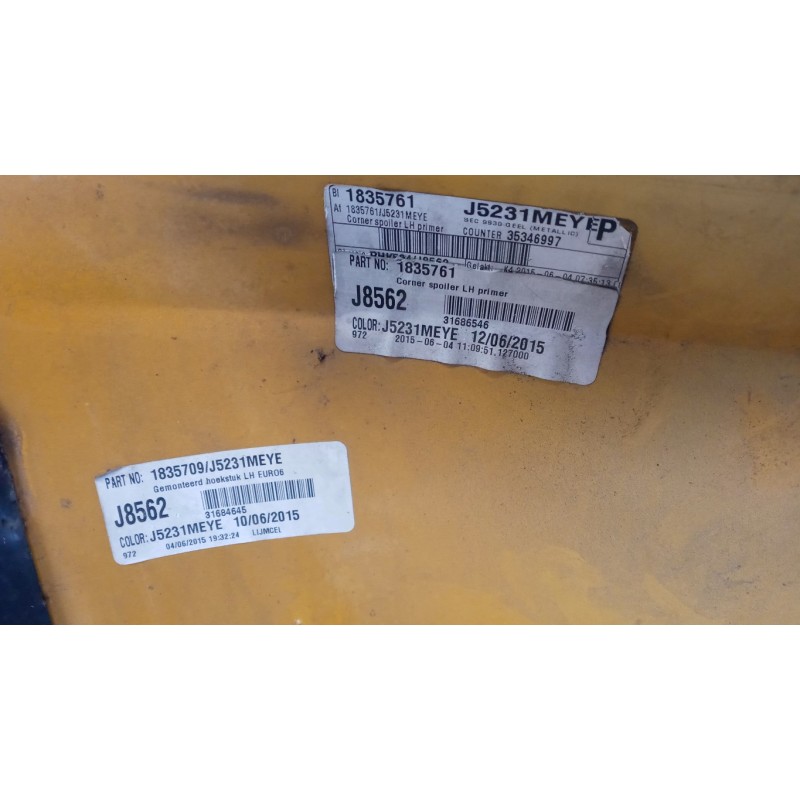 BI 1835761 J5231MEYE P
A1 1835761/J5231MEYE
Corner spoiler LH primer COUNTER 35346997
PART NO: 1835761
Corner spoiler LH primer
J8562
31686546
COLOR: J5231MEYE 12/06/2015
972 2015-06-04 11:09:51.127000
PART NO: 1835709/J5231MEYE
Gemonteerd hoekstuk LH EURO6
J8562
31684645
COLOR: J5231MEYE 10/06/2015
972 04/06/2015 19:32:24 LIJMCEL